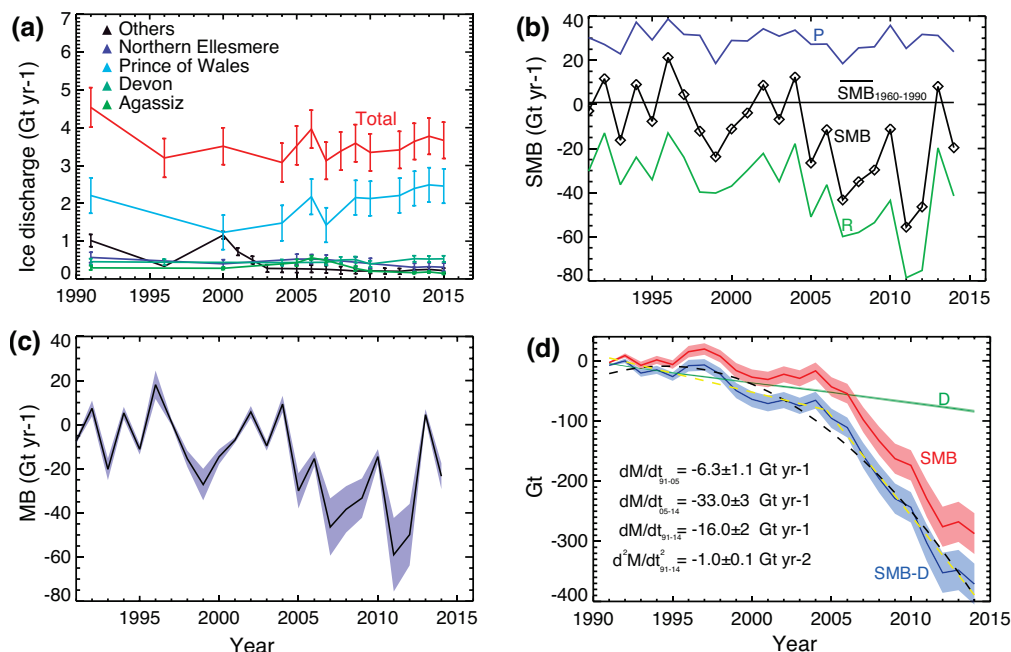 (a)
Ice discharge (Gt yr-1)
7
6
5
4
3
2
1
0
Others
Northern Ellesmere
Prince of Wales
Devon
Agassiz
Total
1990 1995 2000 2005 2010 2015
(b)
SMB (Gt yr-1)
40
20
0
-20
-40
-60
-80
P
SMB 1960-1990
SMB
R
1995 2000 2005 2010 2015
(c)
MB (Gt yr-1)
40
20
0
-20
-40
-60
-80
1995 2000 2005 2010 2015
Year
(d)
Gt
0
-100
-200
-300
-400
D
SMB
SMB-D
dM/dt91-05= -6.3±1.1 Gt yr-1
dM/dt05-14= -33.0±3 Gt yr-1
dM/dt91-14= -16.0±2 Gt yr-1
d²M/dt²91-14= -1.0±0.1 Gt yr-2
1990 1995 2000 2005 2010 2015
Year